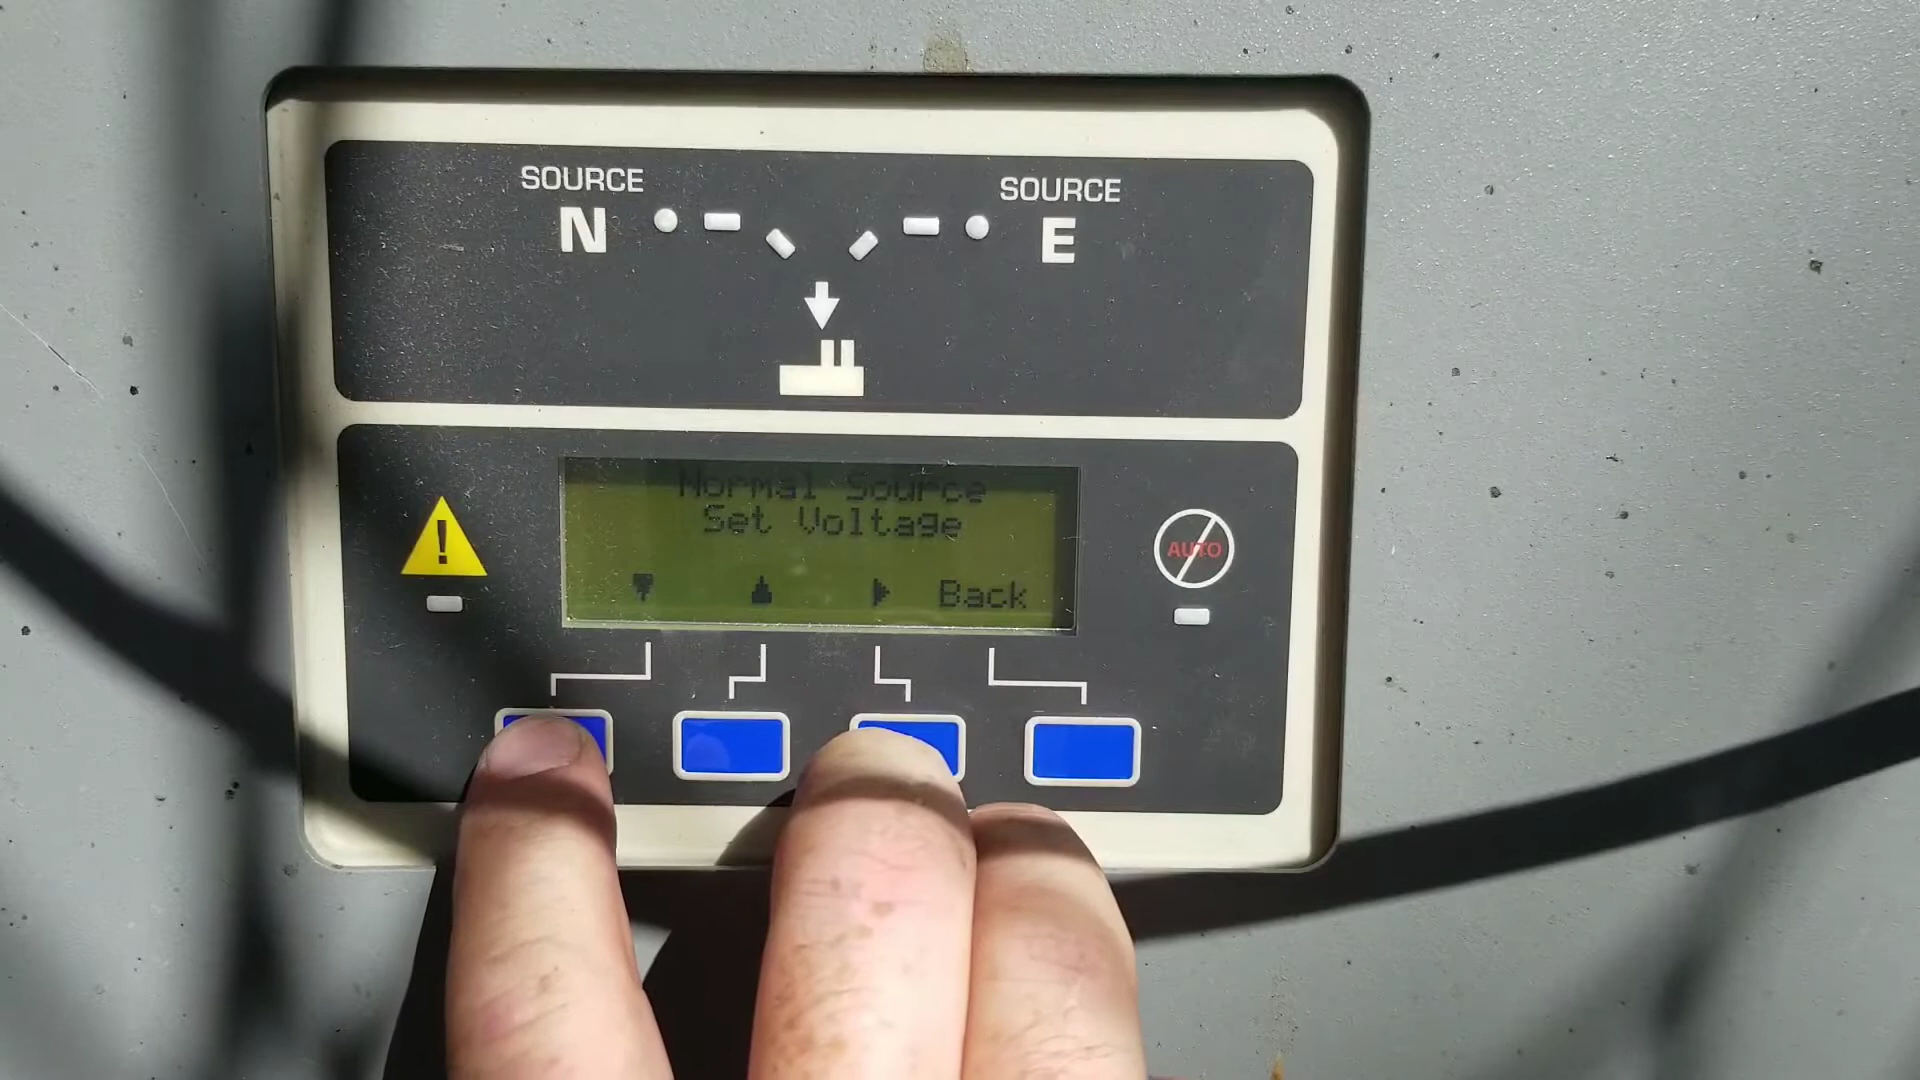 SOURCE
N
SOURCE
E
Normal Source
Set Voltage
Back
!
AUTO